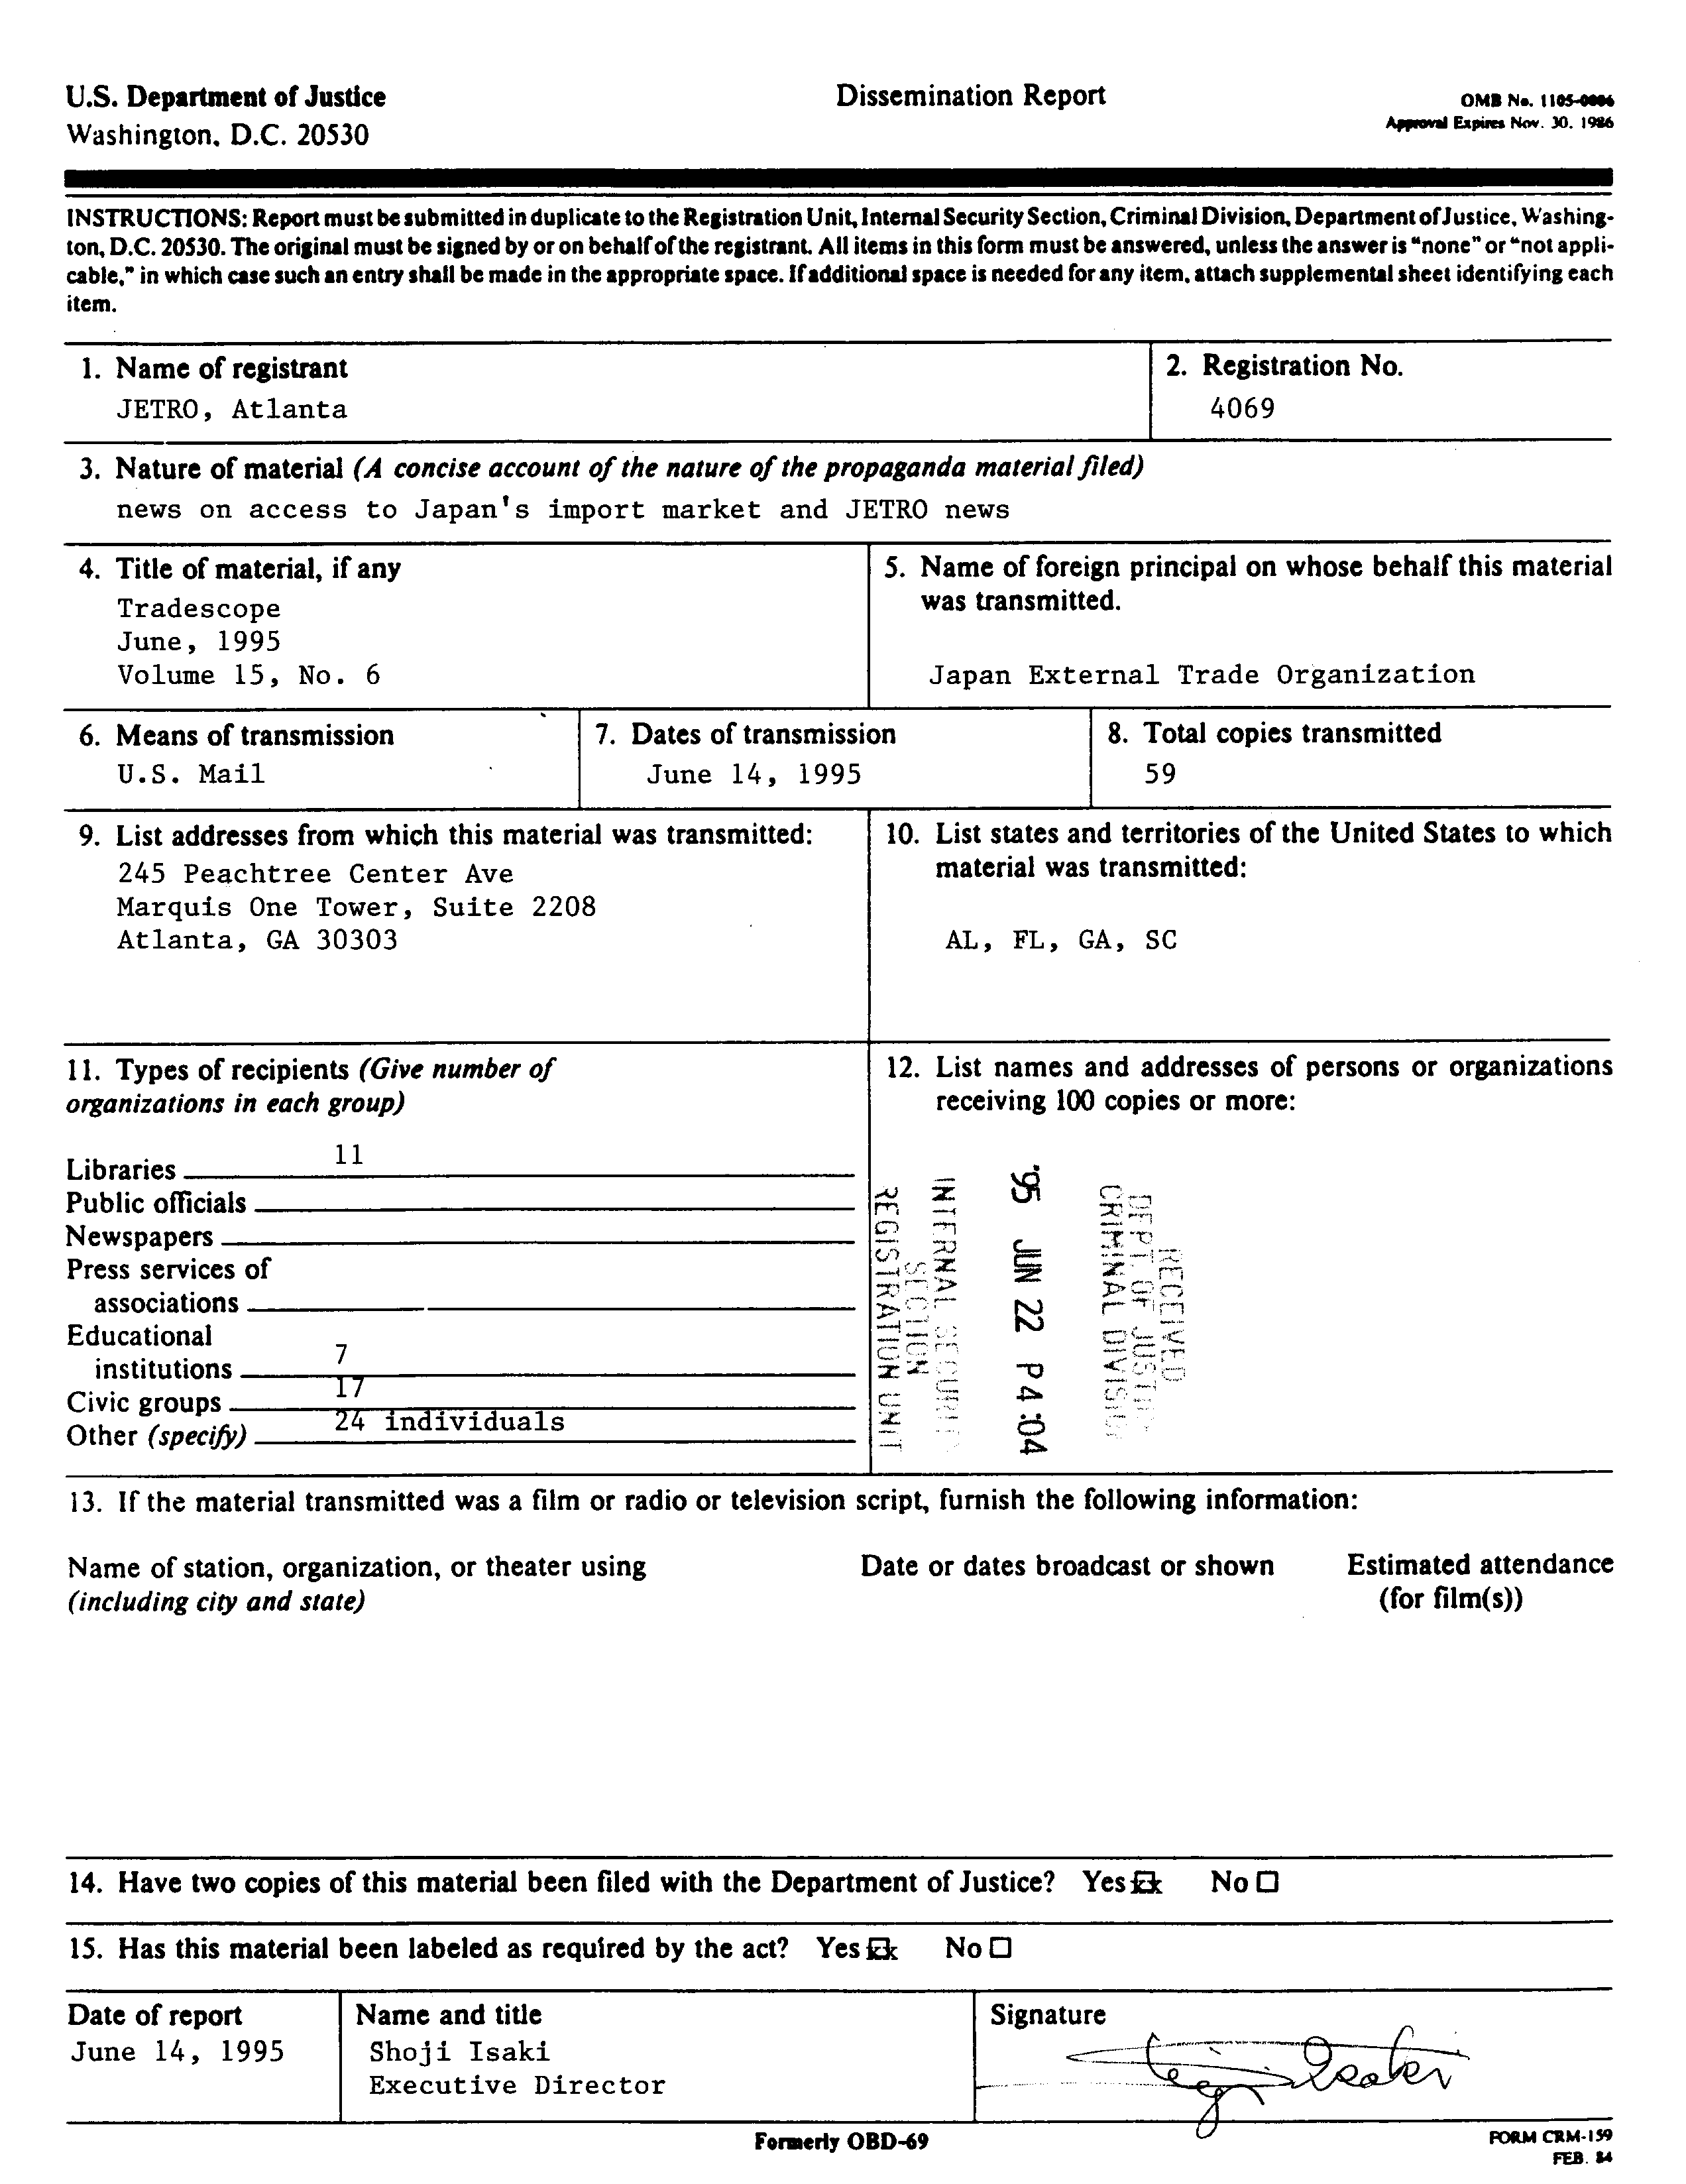 U.S. Department of Justice
Washington, D.C. 20530
Dissemination Report
OMB No. 1105-0006
Approval Expires Nov. 30, 1986
INSTRUCTIONS: Report must be submitted in duplicate to the Registration Unit, Internal Security Section, Criminal Division, Department of Justice, Washing-
ton, D.C. 20530. The original must be signed by or on behalf of the registrant. All items in this form must be answered, unless the answer is “none” or “not appli-
cable,” in which case such an entry shall be made in the appropriate space. If additional space is needed for any item, attach supplemental sheet identifying each
item.
1. Name of registrant
JETRO, Atlanta
2. Registration No.
4069
3. Nature of material (A concise account of the nature of the propaganda material filed)
news on access to Japan's import market and JETRO news
4. Title of material, if any
Tradescope
June, 1995
Volume 15, No. 6
5. Name of foreign principal on whose behalf this material
was transmitted.
Japan External Trade Organization
6. Means of transmission
U.S. Mail
7. Dates of transmission
June 14, 1995
8. Total copies transmitted
59
9. List addresses from which this material was transmitted:
245 Peachtree Center Ave
Marquis One Tower, Suite 2208
Atlanta, GA 30303
10. List states and territories of the United States to which
material was transmitted:
AL, FL, GA, SC
11. Types of recipients (Give number of
organizations in each group)
Libraries 11
Public officials
Newspapers
Press services of
associations
Educational
institutions 7
Civic groups 17
Other (specify) 24 individuals
12. List names and addresses of persons or organizations
receiving 100 copies or more:
RECEIVED
DEPT. OF JUSTICE
CRIMINAL DIVISION
'95 JUN 22 P4:04
INTERNAL SECURITY
SECTION
REGISTRATION UNIT
13. If the material transmitted was a film or radio or television script, furnish the following information:
Name of station, organization, or theater using
(including city and state)
Date or dates broadcast or shown
Estimated attendance
(for film(s))
14. Have two copies of this material been filed with the Department of Justice? Yes x No
15. Has this material been labeled as required by the act? Yes x No
Date of report
June 14, 1995
Name and title
Shoji Isaki
Executive Director
Signature
Formerly OBD-69
FORM CRM-159
FEB. 84